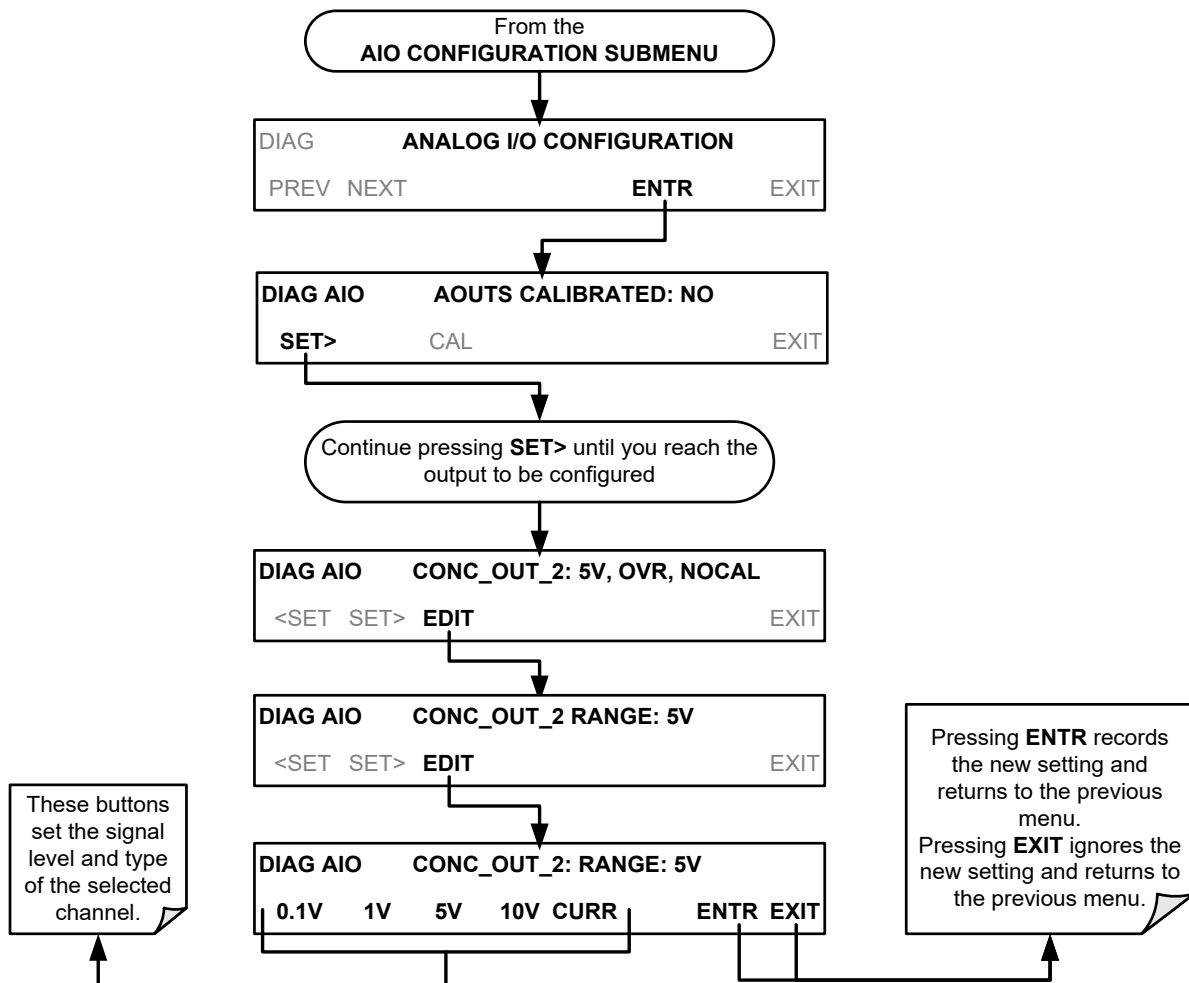 From the
AIO CONFIGURATION SUBMENU
DIAG ANALOG I/O CONFIGURATION
PREV NEXT ENTR EXIT
DIAG AIO AOUTS CALIBRATED: NO
SET> CAL EXIT
Continue pressing SET> until you reach the
output to be configured
DIAG AIO CONC_OUT_2: 5V, OVR, NOCAL
<SET SET> EDIT EXIT
DIAG AIO CONC_OUT_2 RANGE: 5V
<SET SET> EDIT EXIT
These buttons
set the signal
level and type
of the selected
channel.
DIAG AIO CONC_OUT_2: RANGE: 5V
0.1V 1V 5V 10V CURR ENTR EXIT
Pressing ENTR records
the new setting and
returns to the previous
menu.
Pressing EXIT ignores the
new setting and returns to
the previous menu.